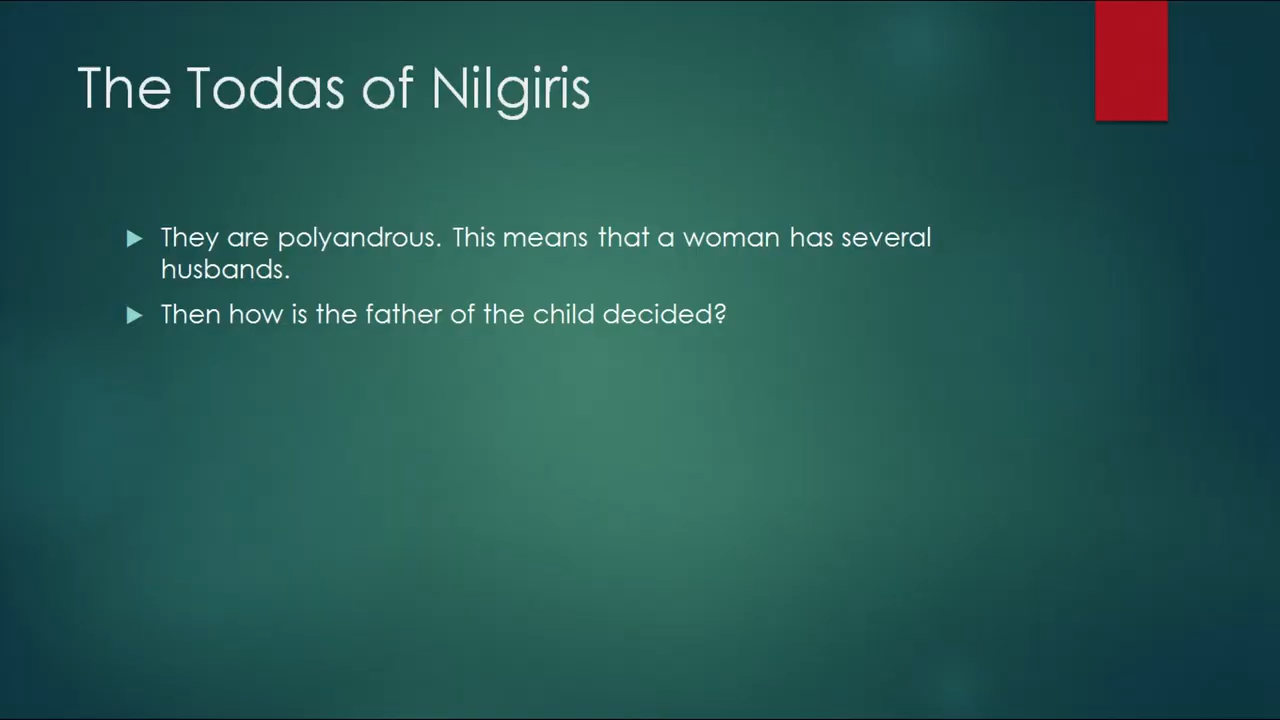 The Todas of Nilgiris
They are polyandrous. This means that a woman has several
husbands.
Then how is the father of the child decided?